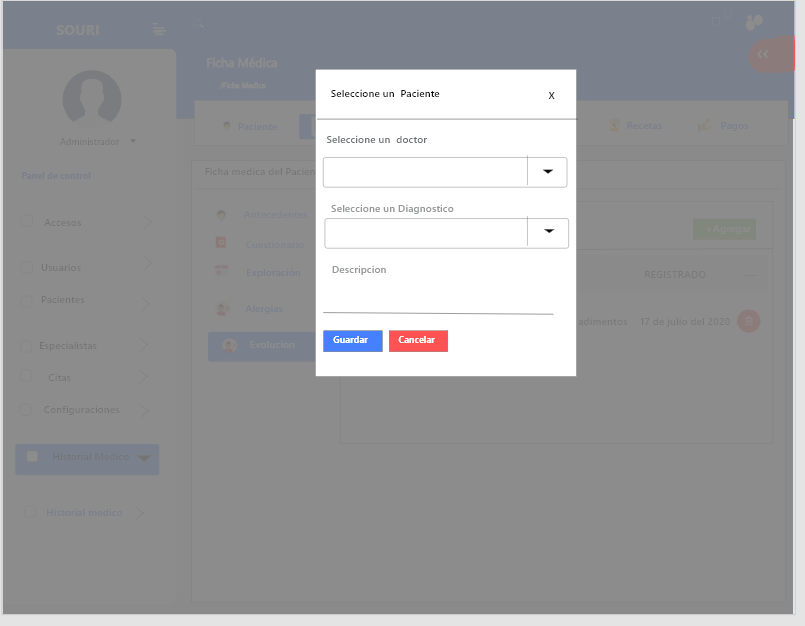 SOURI
Ficha Médica
/Ficha Medica
Administrador
Panel de control
Accesos
Usuarios
Pacientes
Especialistas
Citas
Configuraciones
Historial Medico
Historial medico
Paciente
Recetas
Pagos
Ficha medica del Pacien
Antecedentes
Cuestionario
Exploración
Alergias
Evolucion
+Agregar
REGISTRADO
adimentos
17 de julio del 2020
Seleccione un Paciente
X
Seleccione un doctor
Seleccione un Diagnostico
Descripcion
Guardar
Cancelar